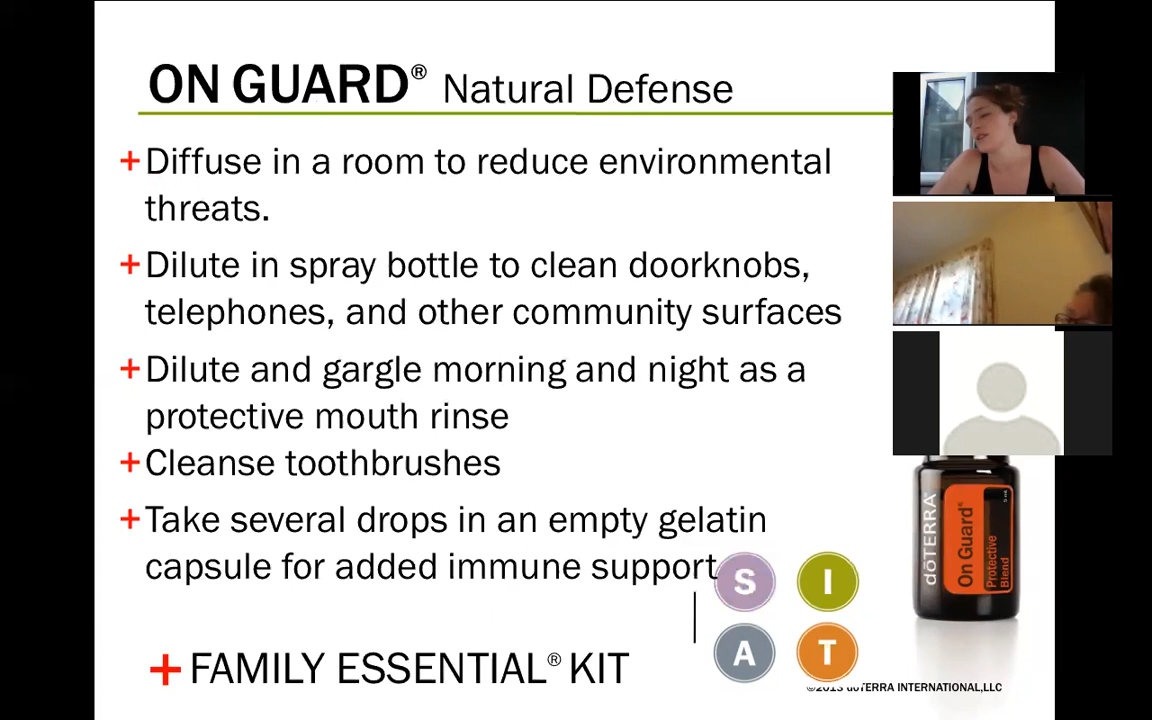 ON GUARD® Natural Defense
+Diffuse in a room to reduce environmental
threats.
+Dilute in spray bottle to clean doorknobs,
telephones, and other community surfaces
+Dilute and gargle morning and night as a
protective mouth rinse
+Cleanse toothbrushes
+Take several drops in an empty gelatin
capsule for added immune support
S I
A T
dōTERRA
On Guard®
Protective
Blend
+ FAMILY ESSENTIAL® KIT
©2013 dōTERRA INTERNATIONAL,LLC